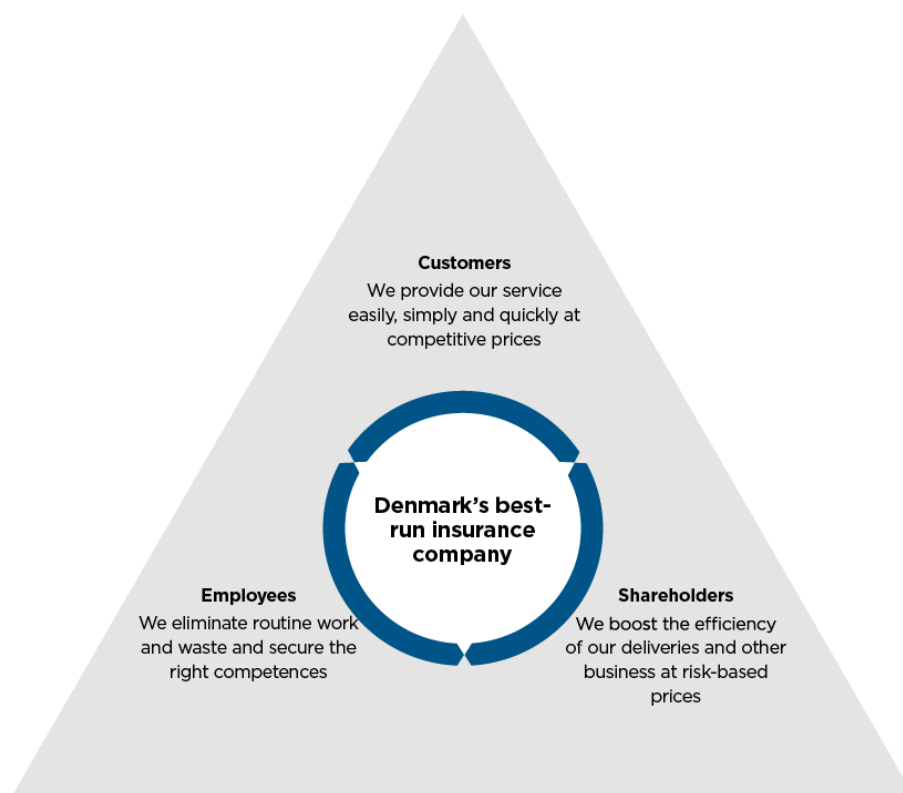 Customers
We provide our service
easily, simply and quickly at
competitive prices
Denmark's best-
run insurance
company
Employees
We eliminate routine work
and waste and secure the
right competences
Shareholders
We boost the efficiency
of our deliveries and other
business at risk-based
prices